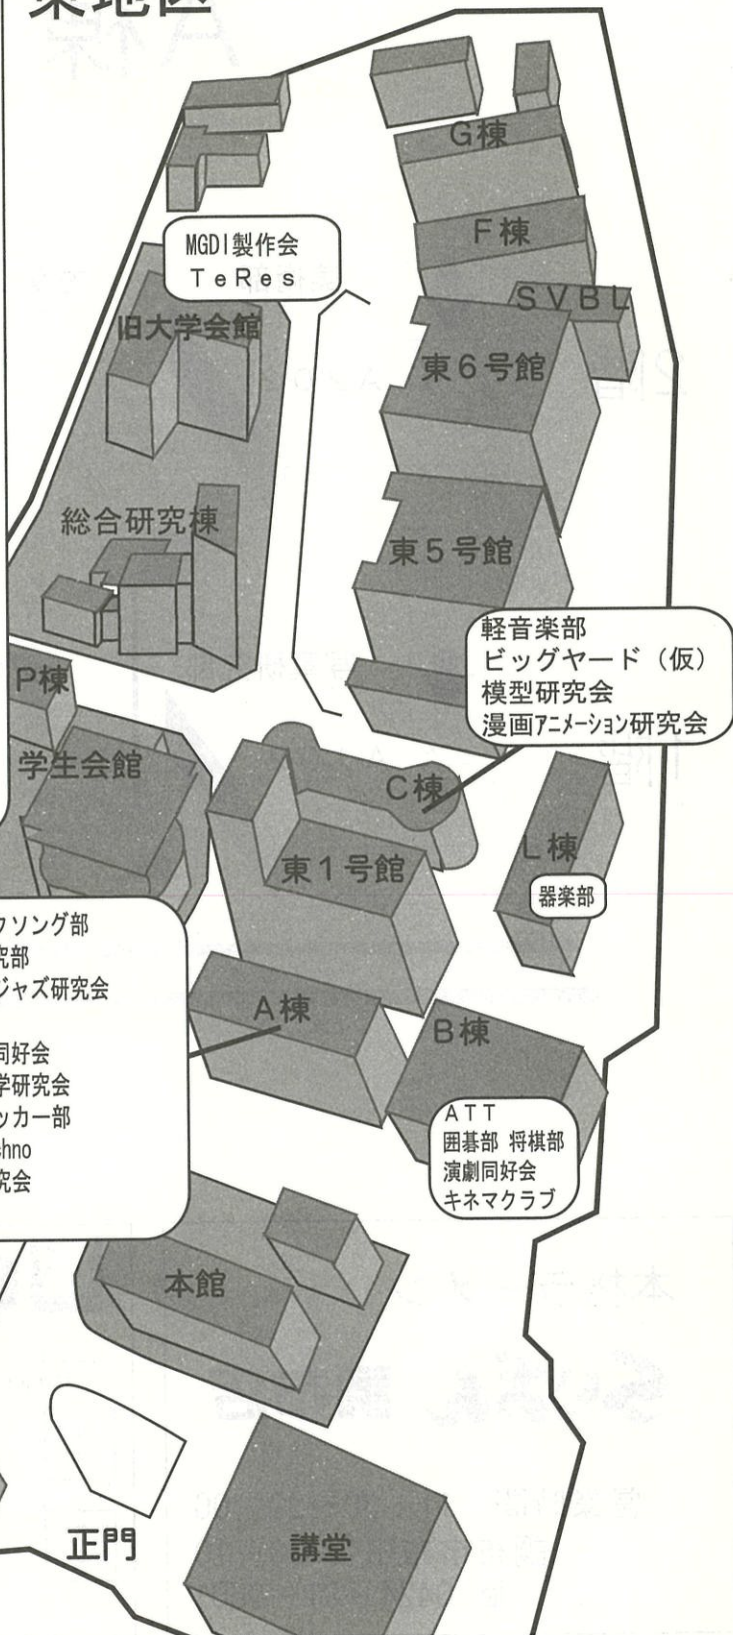 東地区
G棟
F棟
MGDI製作会
TeRes
SVBL
旧大学会館
東6号館
総合研究棟
東5号館
軽音楽部
ビッグヤード（仮）
模型研究会
漫画アニメーション研究会
P棟
学生会館
C棟
L棟
東1号館
器楽部
クソング部
究部
ジャズ研究会
A棟
B棟
同好会
学研究会
ッカー部
chno
究会
ATT
囲碁部 将棋部
演劇同好会
キネマクラブ
本館
正門
講堂